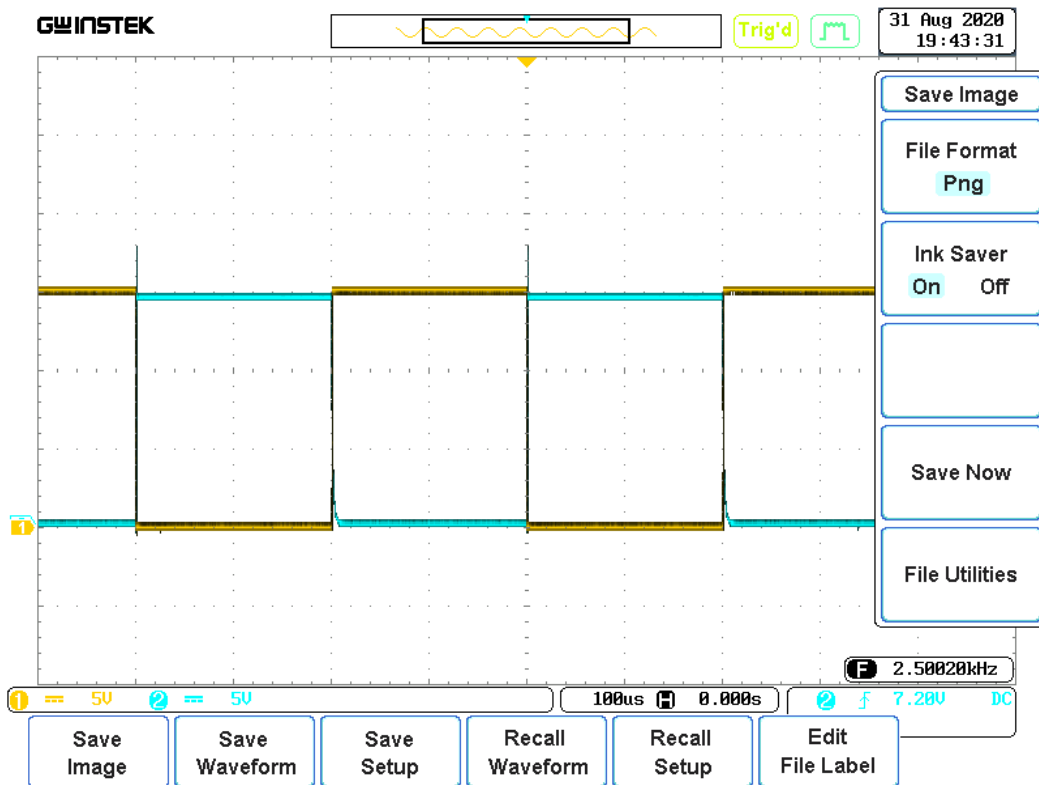 GWINSTEK
Trig'd
31 Aug 2020
19:43:31
Save Image
File Format
Png
Ink Saver
On Off
Save Now
File Utilities
1
F 2.50020kHz
1 5V 2 5V
100us H 0.000s
2 7.20V DC
Save
Image
Save
Waveform
Save
Setup
Recall
Waveform
Recall
Setup
Edit
File Label